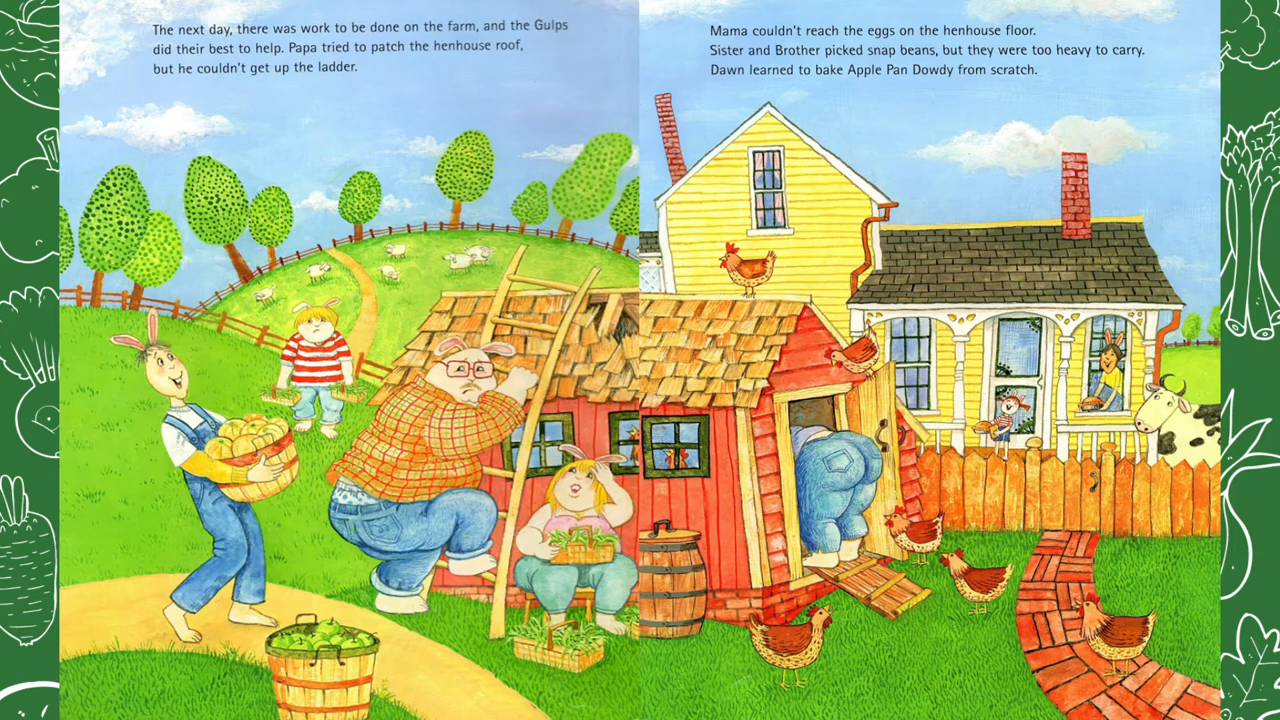 The next day, there was work to be done on the farm, and the Gulps
did their best to help. Papa tried to patch the henhouse roof,
but he couldn't get up the ladder.
Mama couldn't reach the eggs on the henhouse floor.
Sister and Brother picked snap beans, but they were too heavy to carry.
Dawn learned to bake Apple Pan Dowdy from scratch.